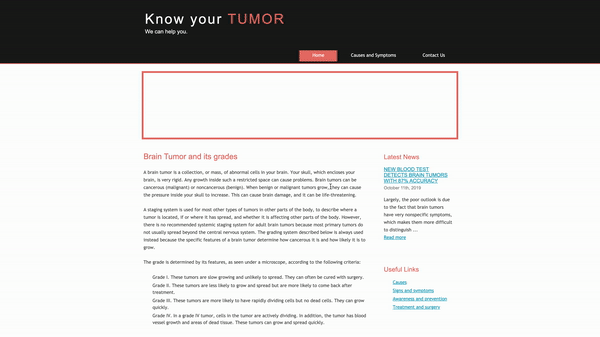 Know your TUMOR
We can help you.
Home
Causes and Symptoms
Contact Us
Brain Tumor and its grades
A brain tumor is a collection, or mass, of abnormal cells in your brain. Your skull, which encloses your
brain, is very rigid. Any growth inside such a restricted space can cause problems. Brain tumors can be
cancerous (malignant) or noncancerous (benign). When benign or malignant tumors grow, they can cause
the pressure inside your skull to increase. This can cause brain damage, and it can be life-threatening.
A staging system is used for most other types of tumors in other parts of the body, to describe where a
tumor is located, if or where it has spread, and whether it is affecting other parts of the body. However,
there is no recommended systemic staging system for adult brain tumors because most primary tumors do
not usually spread beyond the central nervous system. The grading system described below is always used
instead because the specific features of a brain tumor determine how cancerous it is and how likely it is to
grow.
The grade is determined by its features, as seen under a microscope, according to the following criteria:
Grade I. These tumors are slow growing and unlikely to spread. They can often be cured with surgery.
Grade II. These tumors are less likely to grow and spread but are more likely to come back after
treatment.
Grade III. These tumors are more likely to have rapidly dividing cells but no dead cells. They can grow
quickly.
Grade IV. In a grade IV tumor, cells in the tumor are actively dividing. In addition, the tumor has blood
vessel growth and areas of dead tissue. These tumors can grow and spread quickly.
Latest News
NEW BLOOD TEST
DETECTS BRAIN TUMORS
WITH 87% ACCURACY
October 11th, 2019
Largely, the poor outlook is due
to the fact that brain tumors
have very nonspecific symptoms,
which makes them more difficult
to distinguish ...
Read more
Useful Links
Causes
Signs and symptoms
Awareness and prevention
Treatment and surgery